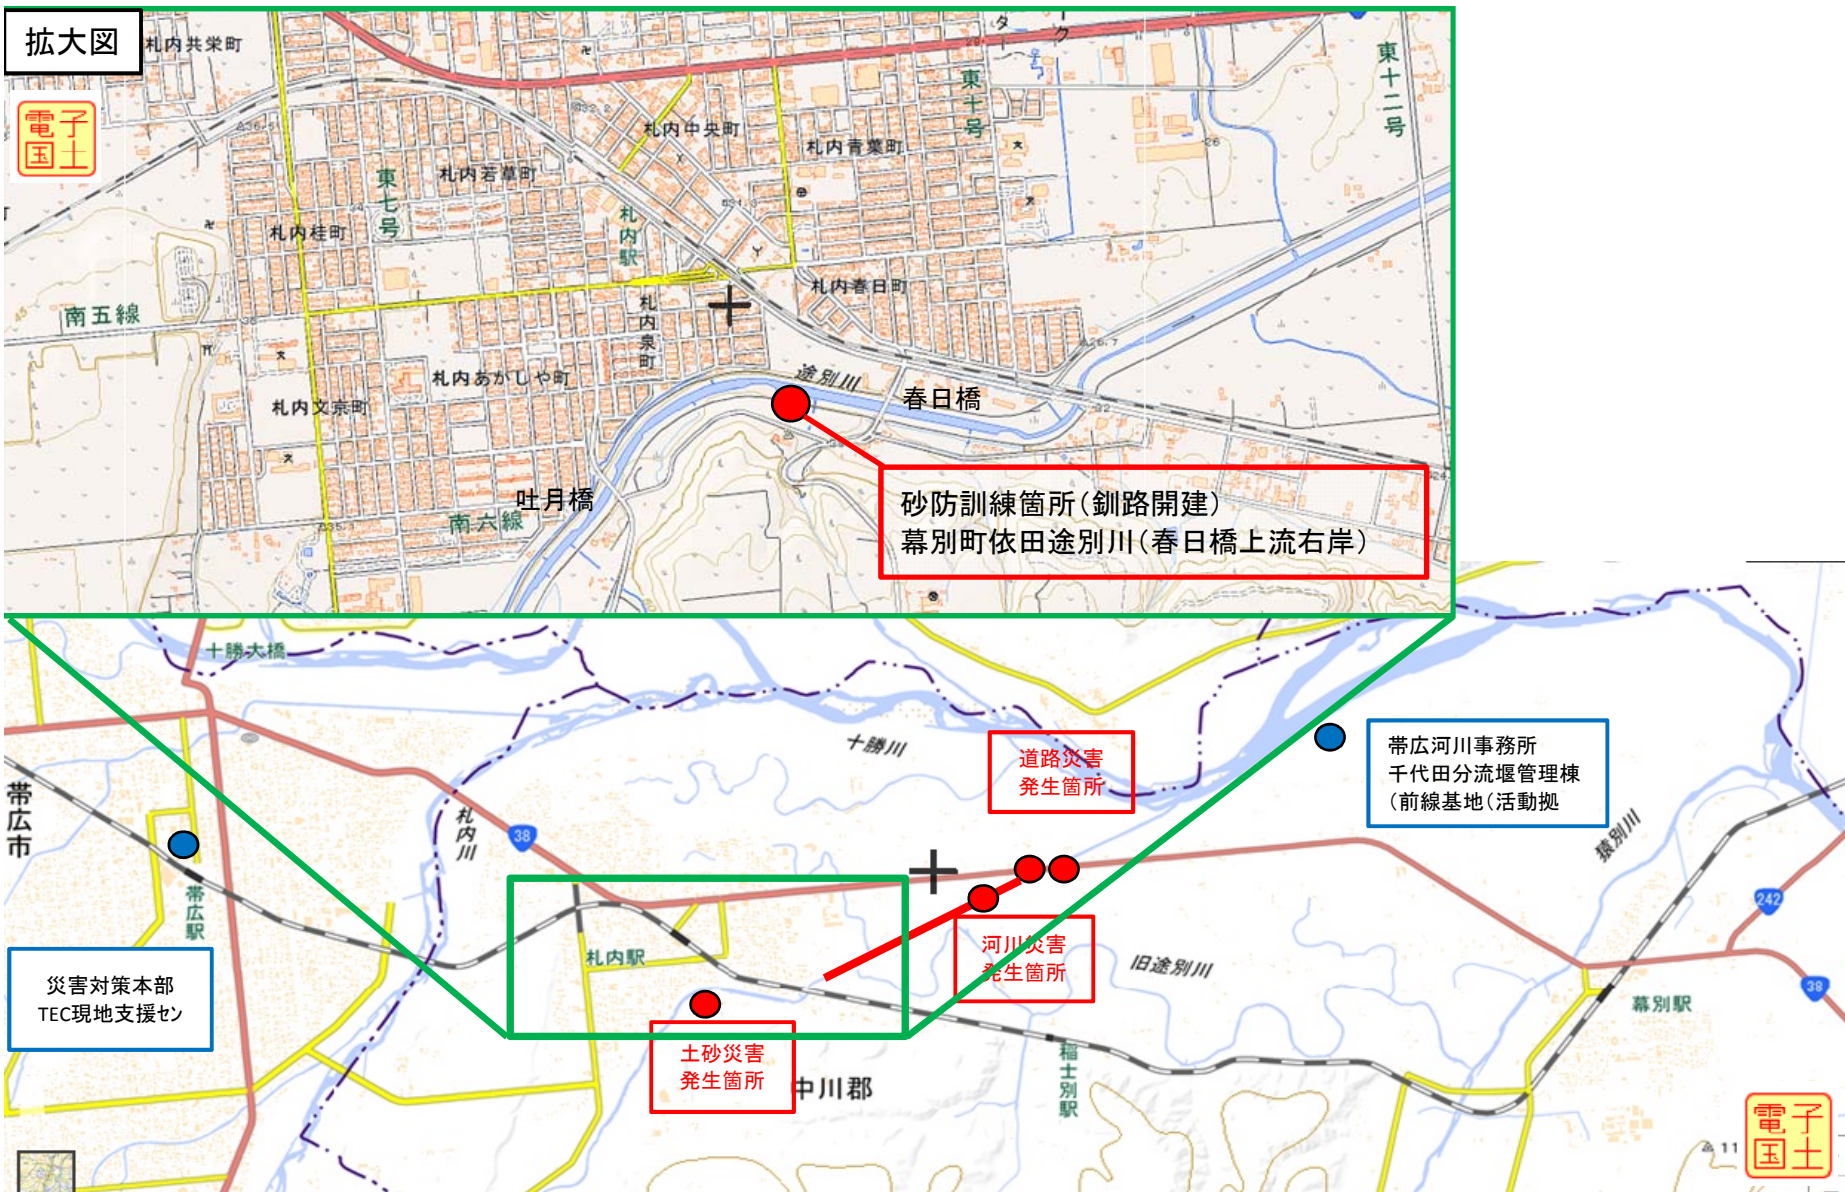 拡大図
札内共栄町
電子
国土
東十号
東十二号
札内中央町
札内青葉町
札内若草町
東七号
札内桂町
札内駅
南五線
札内春日町
札内泉町
途別川
春日橋
札内あかしや町
札内文京町
吐月橋
南六線
砂防訓練箇所(釧路開建)
幕別町依田途別川(春日橋上流右岸)
十勝大橋
十勝川
道路災害
発生箇所
帯広河川事務所
千代田分流堰管理棟
(前線基地(活動拠
帯広市
札内川
38
猿別川
帯広駅
242
札内駅
河川災害
発生箇所
旧途別川
災害対策本部
TEC現地支援セン
38
幕別駅
土砂災害
発生箇所
中川郡
稲士別駅
電子
国土